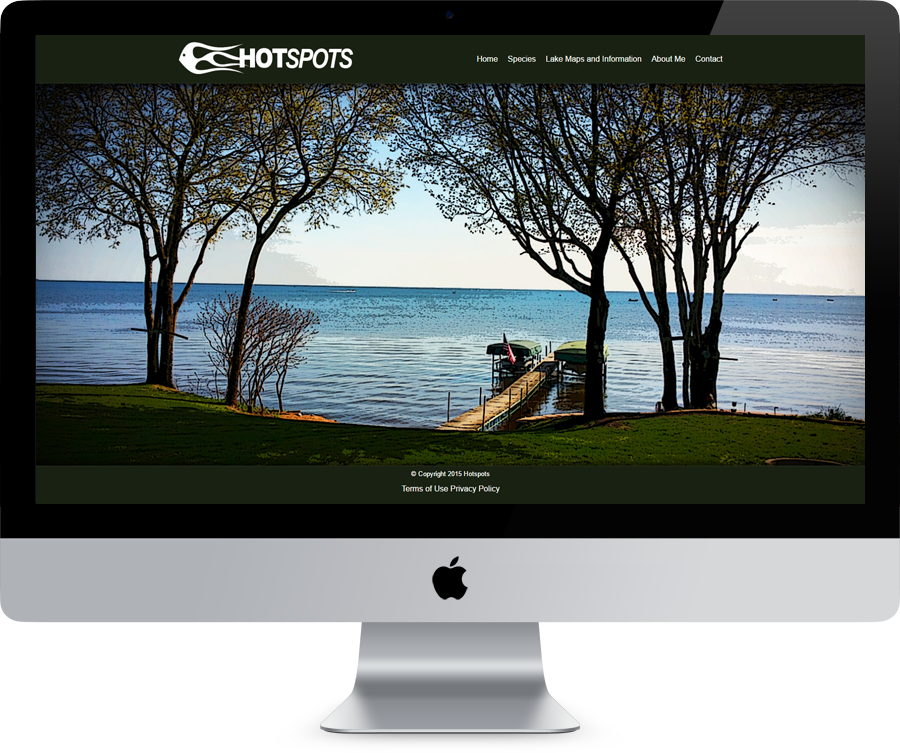 HOTSPOTS
Home Species Lake Maps and Information About Me Contact
© Copyright 2015 Hotspots
Terms of Use Privacy Policy